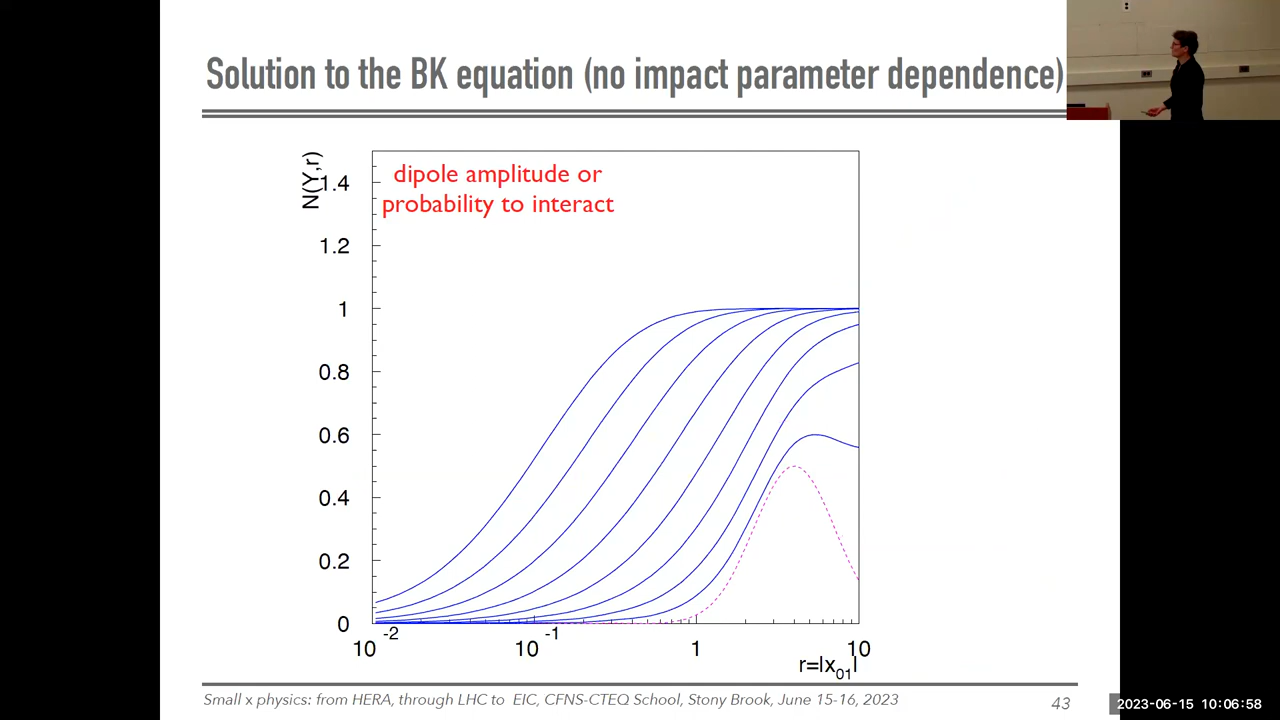 Solution to the BK equation (no impact parameter dependence)
N(Y,r)
dipole amplitude or
probability to interact
1.4
1.2
1
0.8
0.6
0.4
0.2
0
10^-2
10^-1
1
10
r=|x_01|
Small x physics: from HERA, through LHC to EIC, CFNS-CTEQ School, Stony Brook, June 15-16, 2023
43
2023-06-15 10:06:58